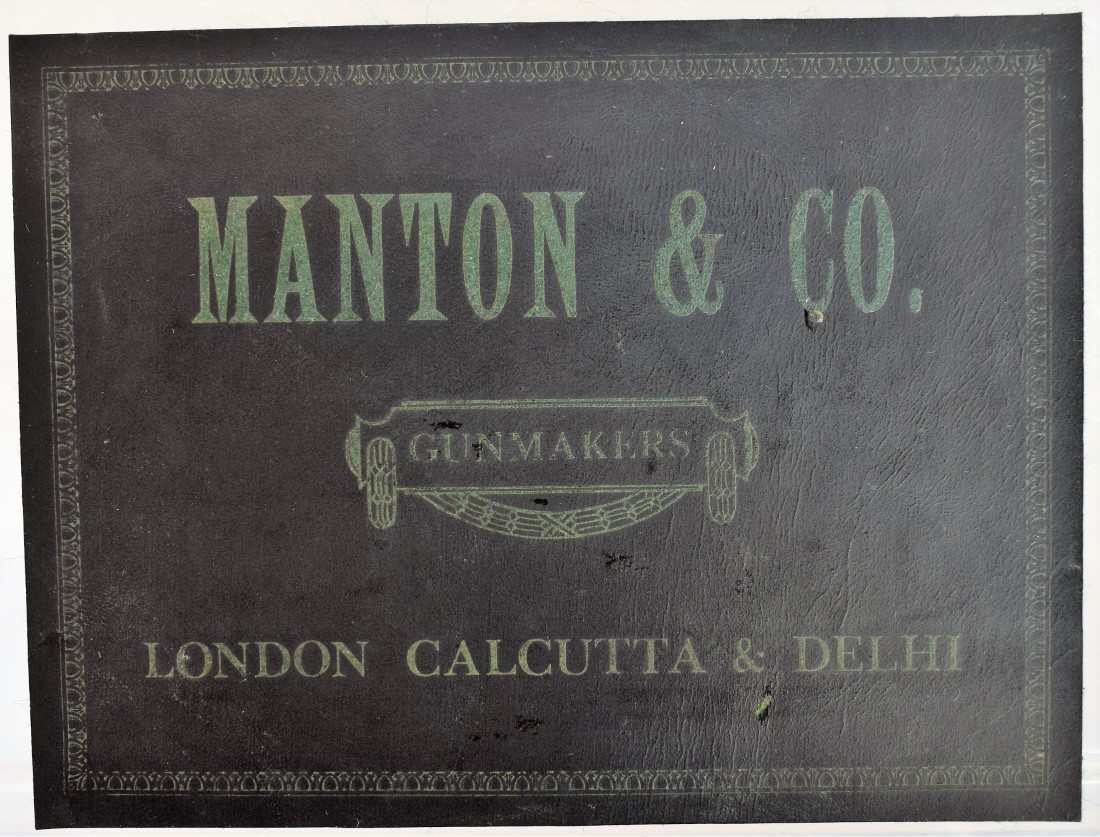 MANTON & CO.
GUNMAKERS
LONDON CALCUTTA & DELHI